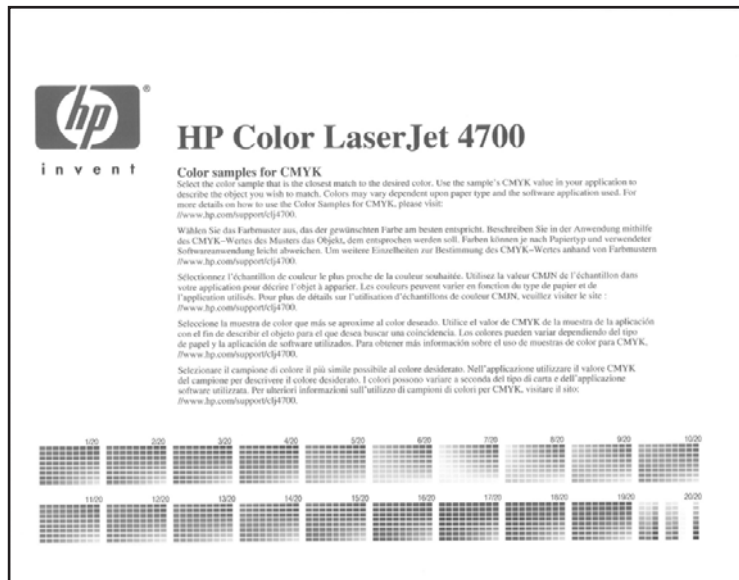 hp
®
invent
HP Color LaserJet 4700
Color samples for CMYK
Select the color sample that is the closest match to the desired color. Use the sample's CMYK value in your application to
describe the object you wish to match. Colors may vary dependent upon paper type and the software application used. For
more details on how to use the Color Samples for CMYK, please visit:
//www.hp.com/support/clj4700.
Wählen Sie das Farbmuster aus, das der gewünschten Farbe am besten entspricht. Beschreiben Sie in der Anwendung mithilfe
des CMYK-Wertes des Musters das Objekt, dem entsprochen werden soll. Farben können je nach Papiertyp und verwendeter
Softwareanwendung leicht abweichen. Um weitere Einzelheiten zur Bestimmung des CMYK-Wertes anhand von Farbmustern
//www.hp.com/support/clj4700.
Sélectionnez l'échantillon de couleur le plus proche de la couleur souhaitée. Utilisez la valeur CMJN de l'échantillon dans
votre application pour décrire l'objet à apparier. Les couleurs peuvent varier en fonction du type de papier et de
l'application utilisés. Pour plus de détails sur l'utilisation d'échantillons de couleur CMJN, veuillez visiter le site :
//www.hp.com/support/clj4700.
Seleccione la muestra de color que más se aproxime al color deseado. Utilice el valor de CMYK de la muestra de la aplicación
con el fin de describir el objeto para el que desea buscar una coincidencia. Los colores pueden variar dependiendo del tipo
de papel y la aplicación de software utilizados. Para obtener más información sobre el uso de muestras de color para CMYK,
//www.hp.com/support/clj4700.
Selezionare il campione di colore il più simile possibile al colore desiderato. Nell'applicazione utilizzare il valore CMYK
del campione per descrivere il colore desiderato. I colori possono variare a seconda del tipo di carta e dell'applicazione
software utilizzata. Per ulteriori informazioni sull'utilizzo di campioni di colori per CMYK, visitare il sito:
//www.hp.com/support/clj4700.
1/20 2/20 3/20 4/20 5/20 6/20 7/20 8/20 9/20 10/20
11/20 12/20 13/20 14/20 15/20 16/20 17/20 18/20 19/20 20/20